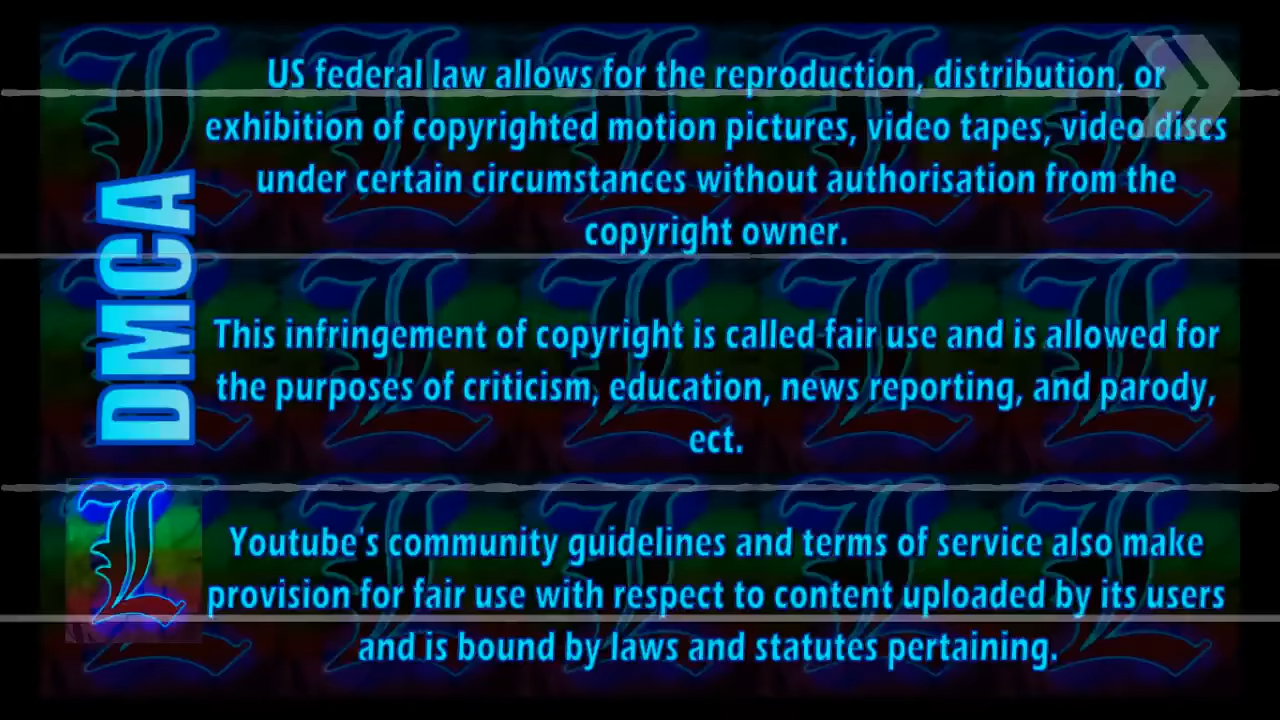 US federal law allows for the reproduction, distribution, or
exhibition of copyrighted motion pictures, video tapes, video discs
under certain circumstances without authorisation from the
copyright owner.
DMCA
This infringement of copyright is called fair use and is allowed for
the purposes of criticism, education, news reporting, and parody,
ect.
L
Youtube's community guidelines and terms of service also make
provision for fair use with respect to content uploaded by its users
and is bound by laws and statutes pertaining.